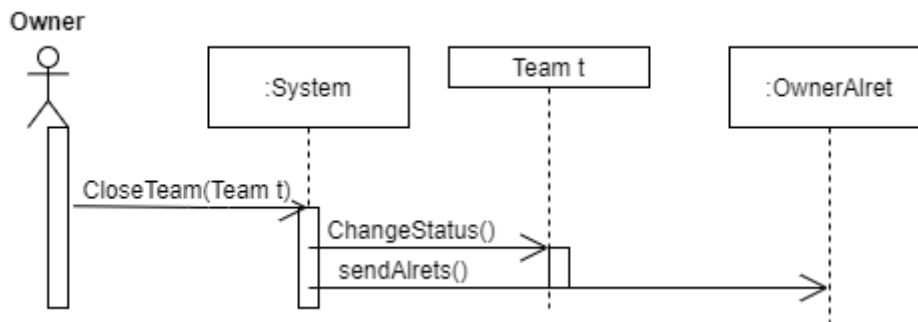 Owner
:System
Team t
:OwnerAlret
CloseTeam(Team t)
ChangeStatus()
sendAlrets()